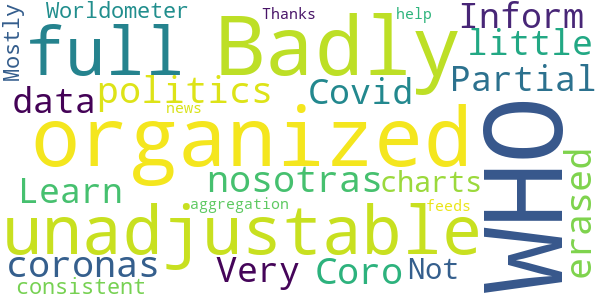 Mostly
Worldometer
Thanks
help
Inform
full
Badly
little
data
politics
news
Covid
Partial
organized
WHO
Learn
nosotras
charts
erased
unadjustable
aggregation
feeds
coronas
Very
Coro
Not
consistent